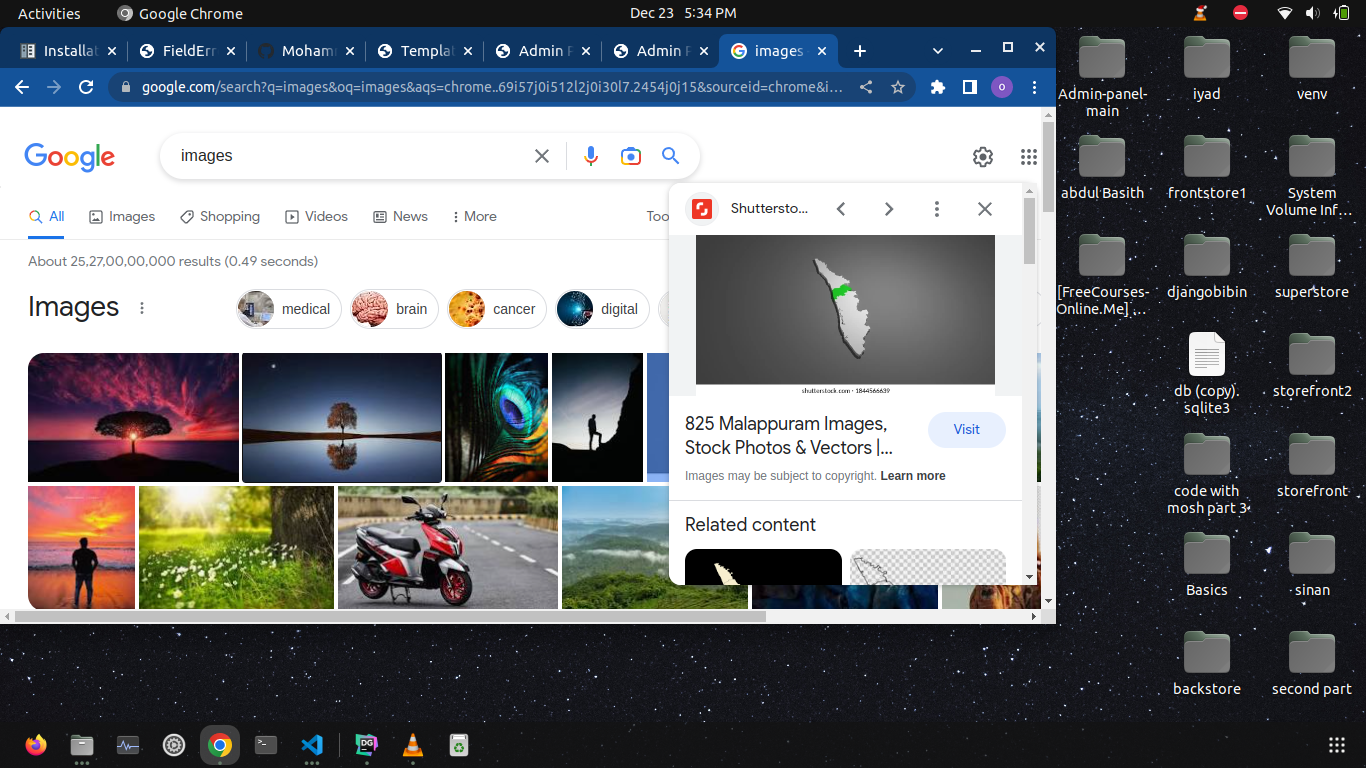 Activities
Google Chrome
Dec 23 5:34 PM
Installat
FieldErr
Moham
Templat
Admin P
Admin P
images
google.com/search?q=images&oq=images&aqs=chrome..69i57j0i512l2j0i30l7.2454j0j15&sourceid=chrome&i...
o
Google
images
All
Images
Shopping
Videos
News
More
Too
About 25,27,00,00,000 results (0.49 seconds)
Images
medical
brain
cancer
digital
Shuttersto...
shutterstock.com · 1844566639
825 Malappuram Images,
Stock Photos & Vectors |...
Visit
Images may be subject to copyright. Learn more
Related content
Admin-panel-
main
iyad
venv
abdul Basith
frontstore1
System
Volume Inf...
[FreeCourses-
Online.Me] ...
djangobibin
superstore
db (copy).
sqlite3
storefront2
code with
mosh part 3
storefront
Basics
sinan
backstore
second part
DG